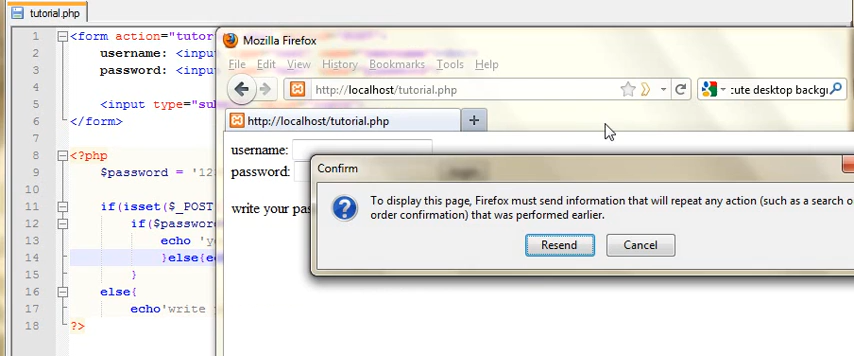 tutorial.php
1 <form action="tutor
2 username: <input
3 password: <input
4
5 <input type="su
6 </form>
7
8 <?php
9 $password = '12
10
11 if(isset($_POST
12 if($password
13 echo 'y
14 }else{e
15 }
16 else{
17 echo'write
18 ?>
Mozilla Firefox
File Edit View History Bookmarks Tools Help
http://localhost/tutorial.php
:ute desktop backgr
http://localhost/tutorial.php +
username:
password:
write your pas
Confirm
To display this page, Firefox must send information that will repeat any action (such as a search o
order confirmation) that was performed earlier.
Resend Cancel